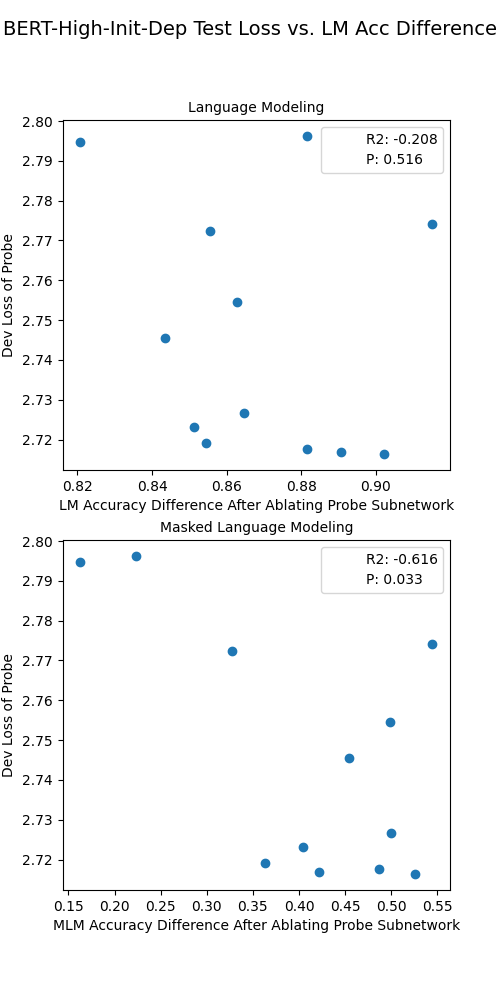 BERT-High-Init-Dep Test Loss vs. LM Acc Difference
Language Modeling
2.80
2.79
2.78
2.77
2.76
2.75
2.74
2.73
2.72
Dev Loss of Probe
R2: -0.208
P: 0.516
0.82 0.84 0.86 0.88 0.90
LM Accuracy Difference After Ablating Probe Subnetwork
Masked Language Modeling
2.80
2.79
2.78
2.77
2.76
2.75
2.74
2.73
2.72
Dev Loss of Probe
R2: -0.616
P: 0.033
0.15 0.20 0.25 0.30 0.35 0.40 0.45 0.50 0.55
MLM Accuracy Difference After Ablating Probe Subnetwork